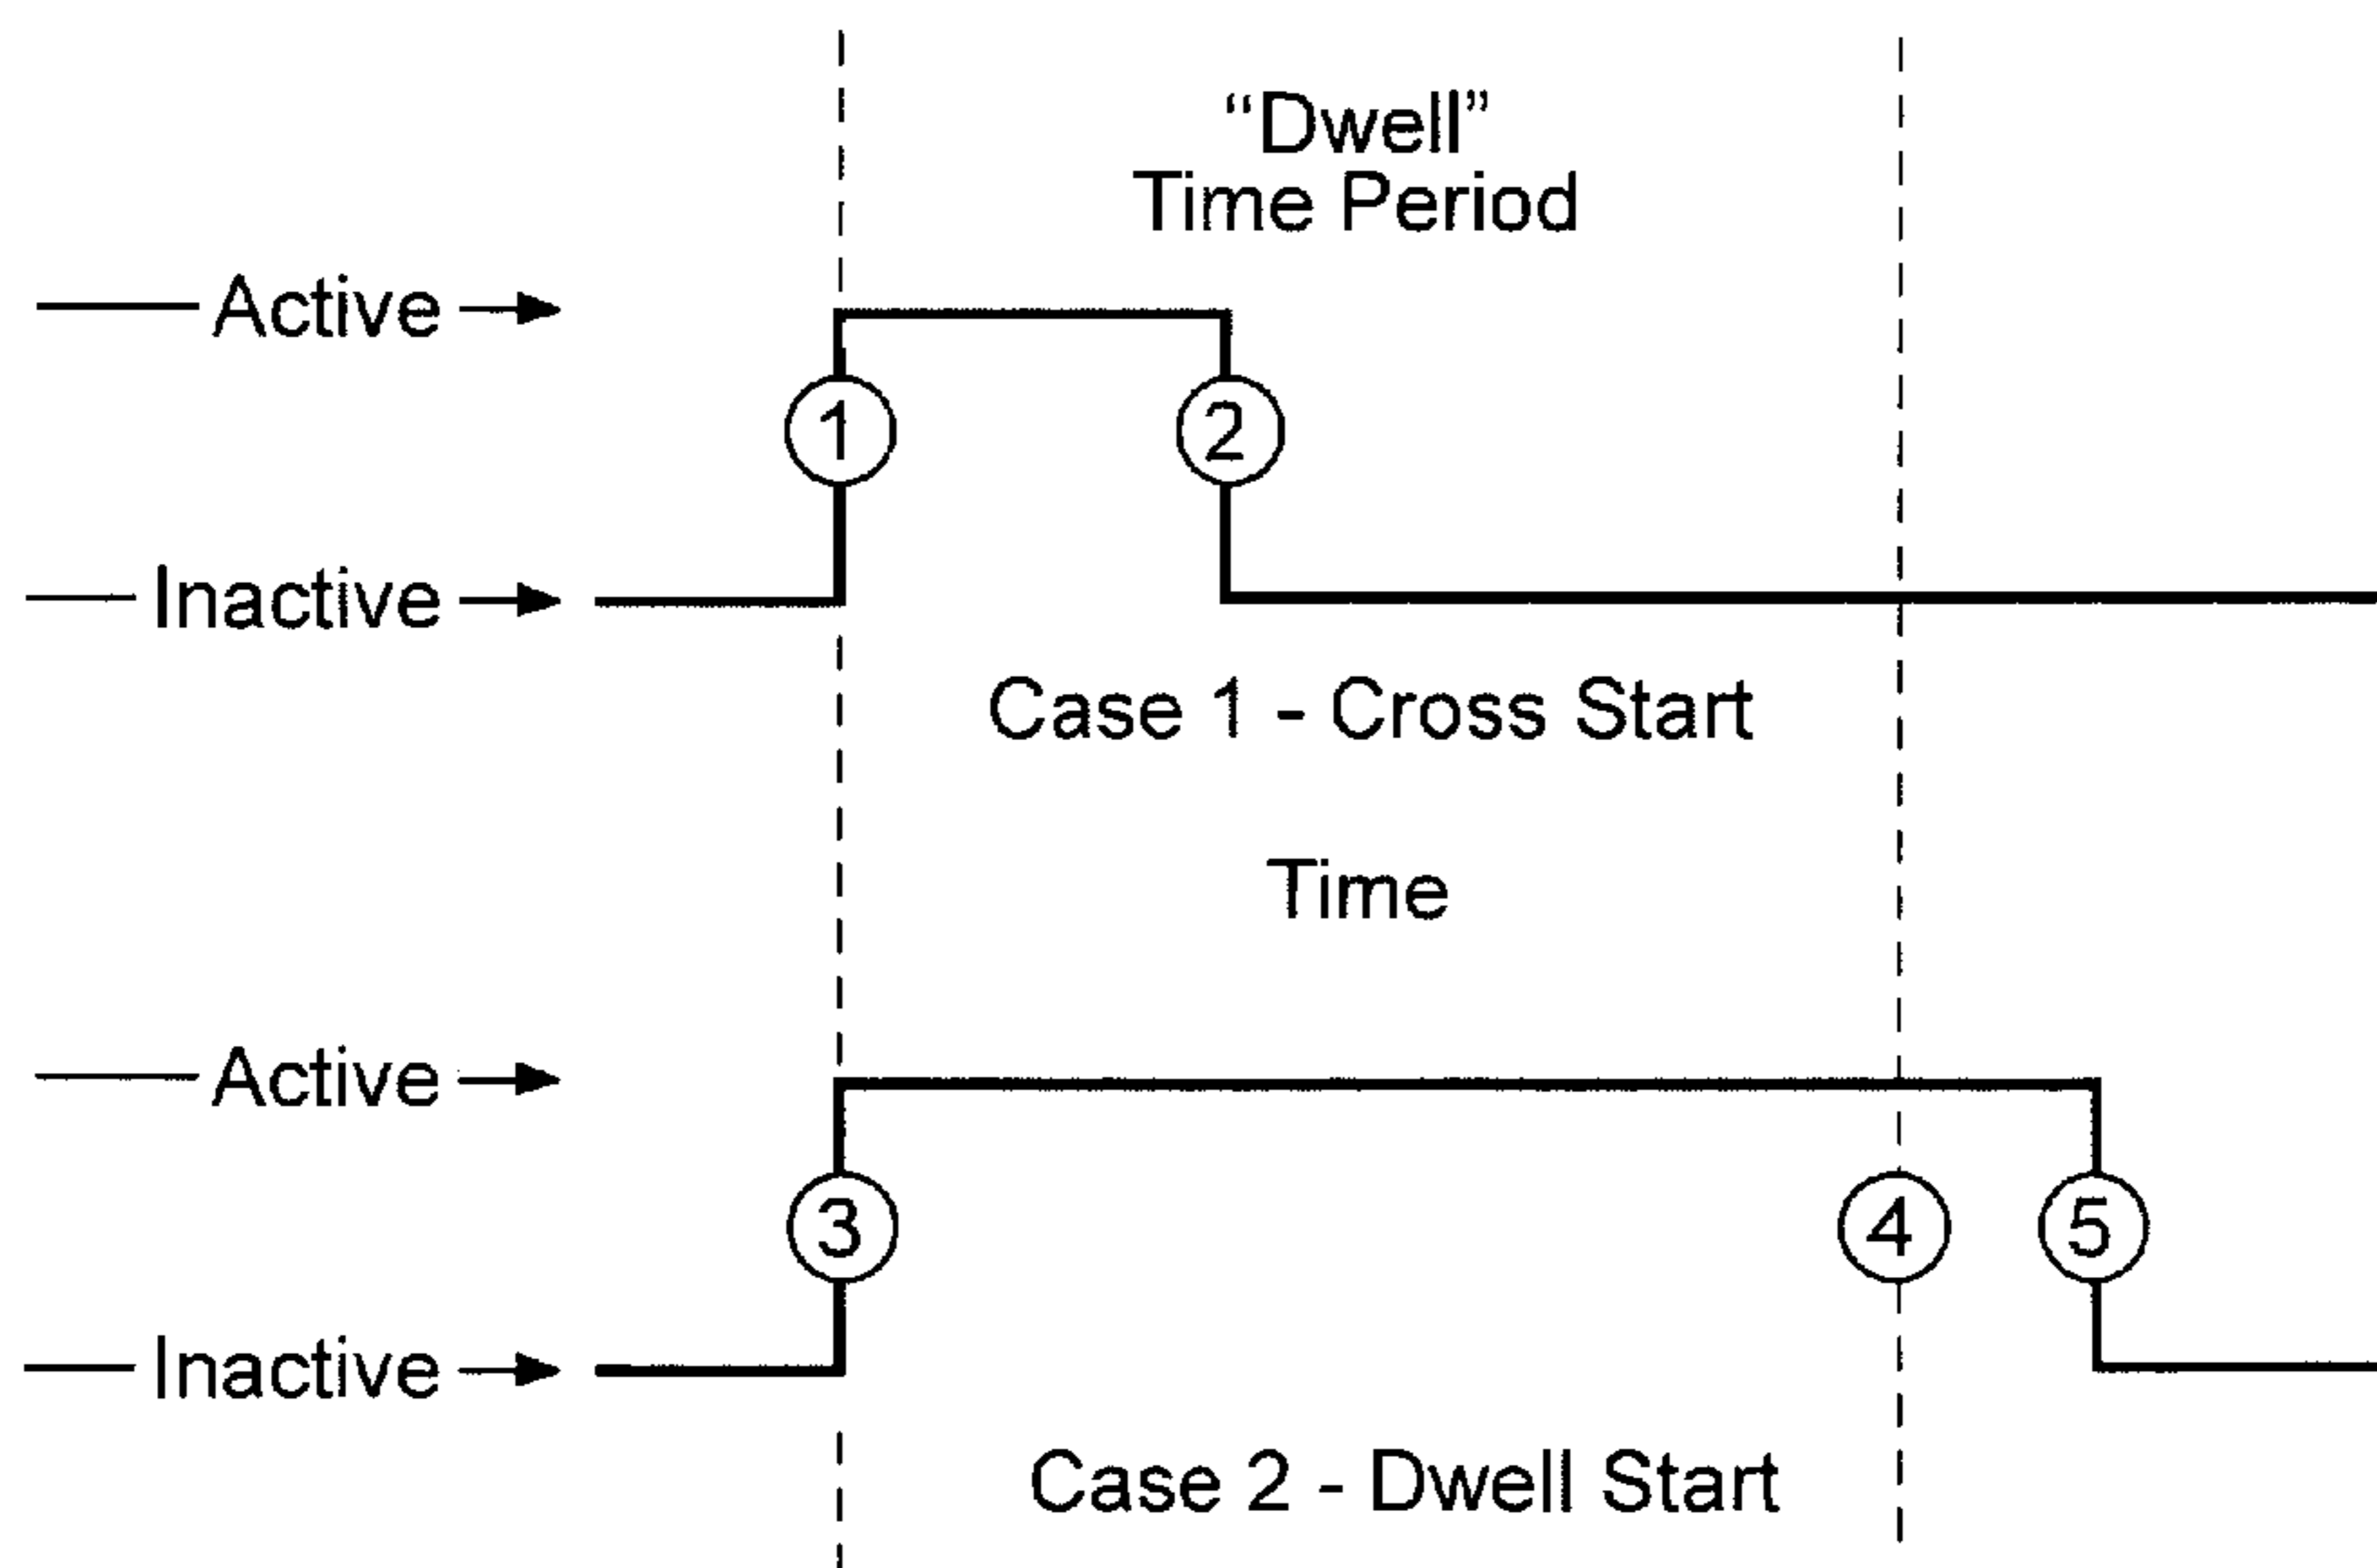 “Dwell”
Time Period
Active
1
2
Inactive
Case 1 - Cross Start
Time
Active
3
4
5
Inactive
Case 2 - Dwell Start